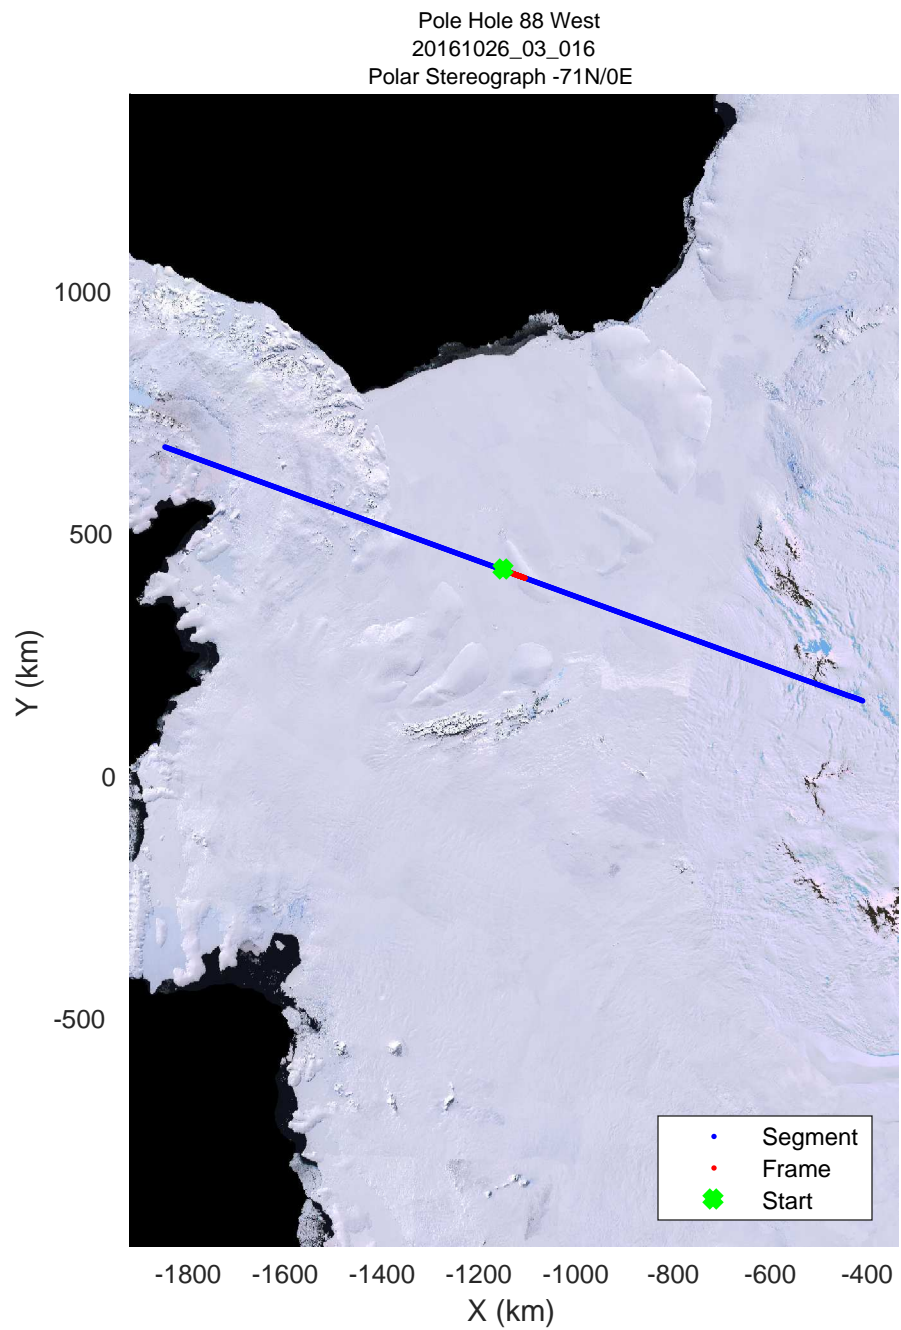 Pole Hole 88 West
20161026_03_016
Polar Stereograph -71N/0E
1000
500
0
-500
Y (km)
Segment
Frame
Start
-1800 -1600 -1400 -1200 -1000 -800 -600 -400
X (km)